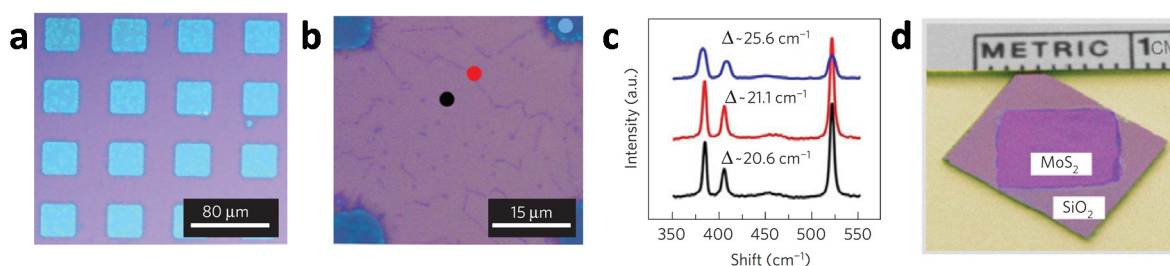 a
80 μm
b
15 μm
c
Intensity (a.u.)
Δ~25.6 cm⁻¹
Δ~21.1 cm⁻¹
Δ~20.6 cm⁻¹
350 400 450 500 550
Shift (cm⁻¹)
d
METRIC 1CM
MoS₂
SiO₂